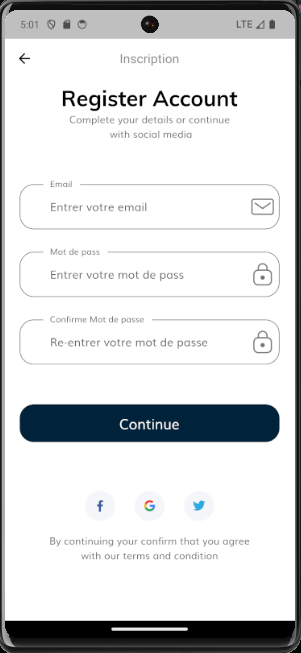 5:01
LTE
Inscription
Register Account
Complete your details or continue
with social media
Email
Entrer votre email
Mot de pass
Entrer votre mot de pass
Confirme Mot de passe
Re-entrer votre mot de passe
Continue
By continuing your confirm that you agree
with our terms and condition